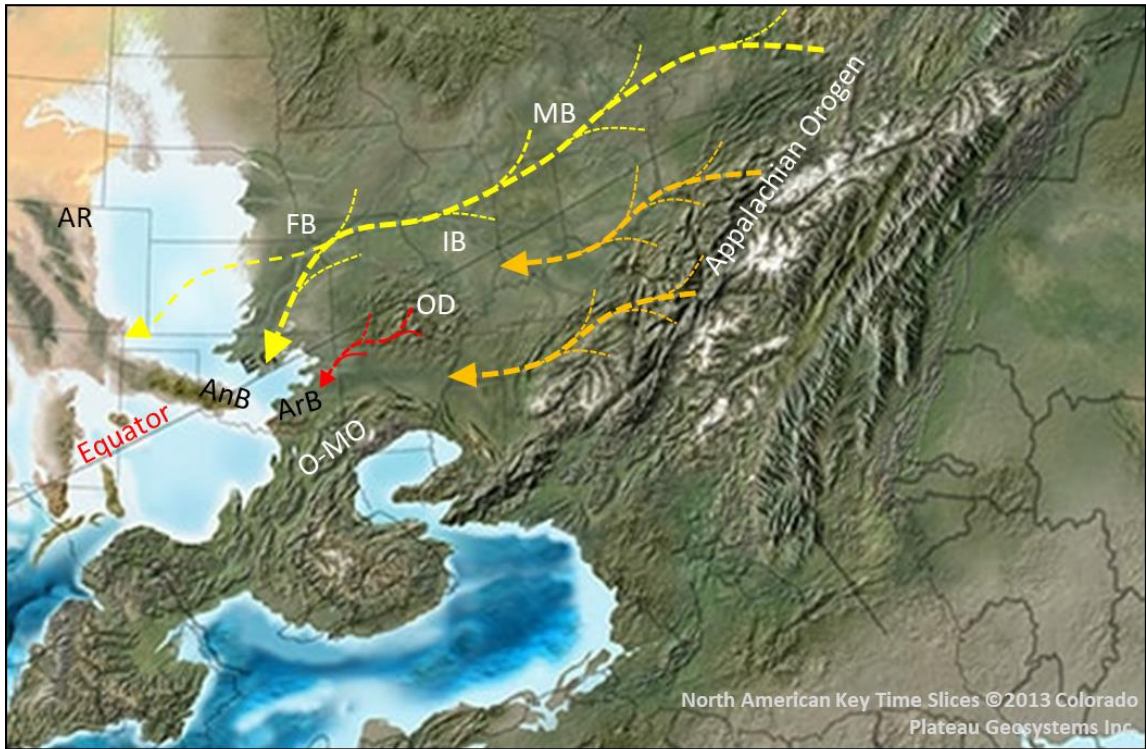 MB
Appalachian Orogen
AR
FB
IB
OD
AnB
ArB
Equator
O-MO
North American Key Time Slices ©2013 Colorado
Plateau Geosystems Inc.